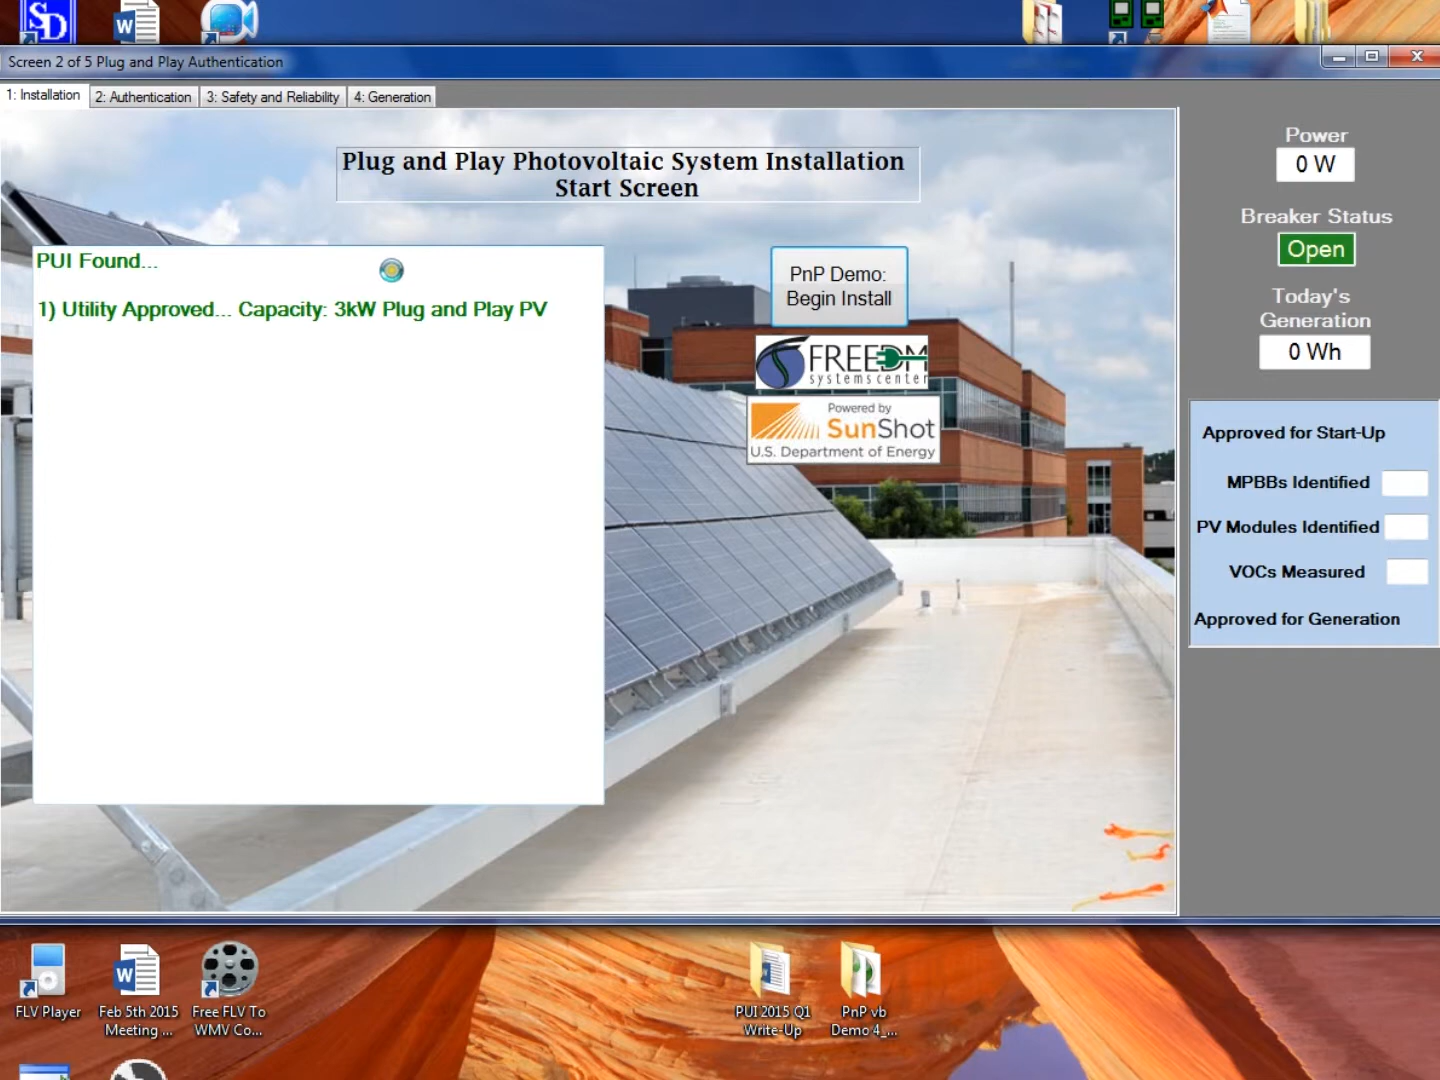 SD
W
Screen 2 of 5 Plug and Play Authentication
1: Installation
2: Authentication
3: Safety and Reliability
4: Generation
Plug and Play Photovoltaic System Installation
Start Screen
PUI Found...
1) Utility Approved... Capacity: 3kW Plug and Play PV
PnP Demo:
Begin Install
FREEDM
systemscenter
Powered by
SunShot
U.S. Department of Energy
Power
0 W
Breaker Status
Open
Today's
Generation
0 Wh
Approved for Start-Up
MPBBs Identified
PV Modules Identified
VOCs Measured
Approved for Generation
W
FLV Player
Feb 5th 2015
Meeting ...
Free FLV To
WMV Co...
PUI 2015 Q1
Write-Up
PnP vb
Demo 4_...